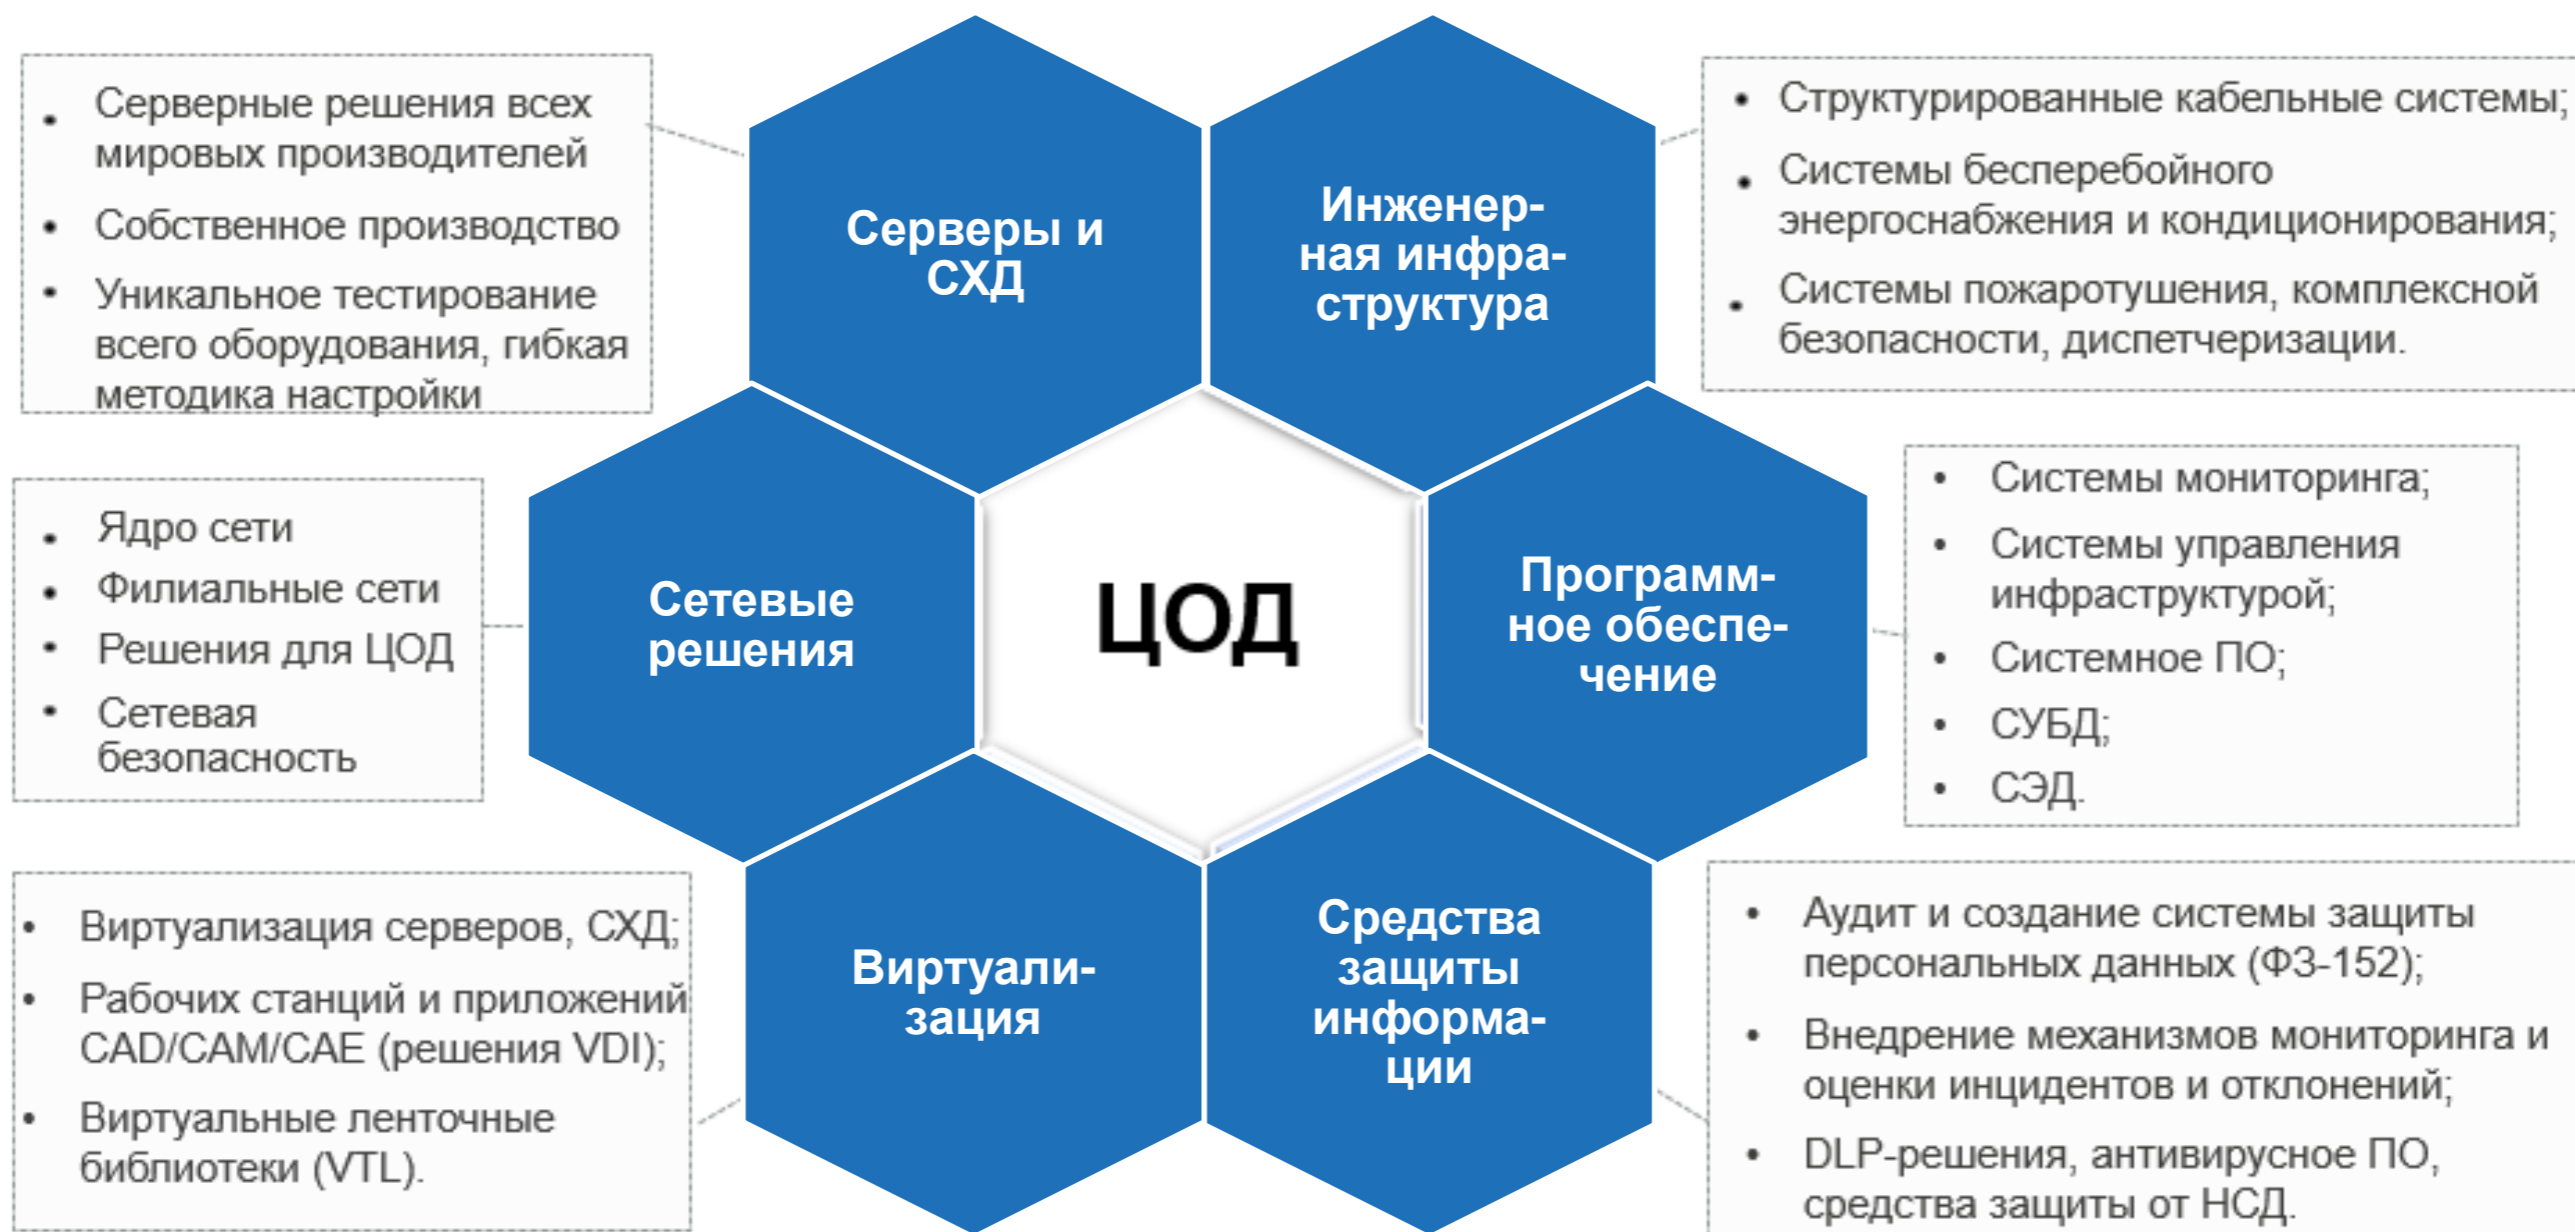 • Серверные решения всех
мировых производителей
• Собственное производство
• Уникальное тестирование
всего оборудования, гибкая
методика настройки
Серверы и
СХД
Инженер-
ная инфра-
структура
• Структурированные кабельные системы;
• Системы бесперебойного
энергоснабжения и кондиционирования;
• Системы пожаротушения, комплексной
безопасности, диспетчеризации.
• Ядро сети
• Филиальные сети
• Решения для ЦОД
• Сетевая
безопасность
Сетевые
решения
ЦОД
Программ-
ное обеспе-
чение
• Системы мониторинга;
• Системы управления
инфраструктурой;
• Системное ПО;
• СУБД;
• СЭД.
• Виртуализация серверов, СХД;
• Рабочих станций и приложений
CAD/CAM/CAE (решения VDI);
• Виртуальные ленточные
библиотеки (VTL).
Виртуали-
зация
Средства
защиты
информа-
ции
• Аудит и создание системы защиты
персональных данных (ФЗ-152);
• Внедрение механизмов мониторинга и
оценки инцидентов и отклонений;
• DLP-решения, антивирусное ПО,
средства защиты от НСД.